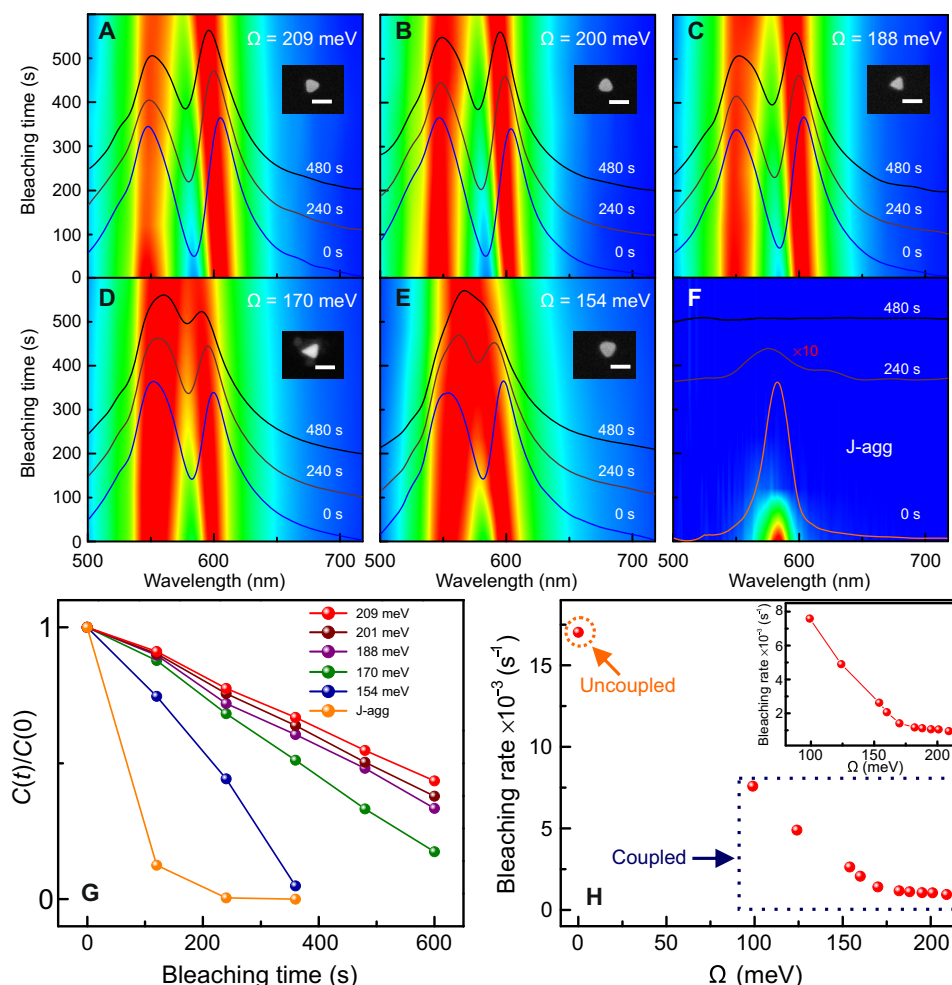 A
Ω = 209 meV
B
Ω = 200 meV
C
Ω = 188 meV
Bleaching time (s)
500
400
300
200
100
0
480 s
240 s
0 s
480 s
240 s
0 s
480 s
240 s
0 s
D
Ω = 170 meV
E
Ω = 154 meV
F
Bleaching time (s)
500
400
300
200
100
0
480 s
240 s
0 s
480 s
240 s
0 s
480 s
×10
240 s
J-agg
0 s
500 600 700
500 600 700
500 600 700
Wavelength (nm)
Wavelength (nm)
Wavelength (nm)
G
C(t)/C(0)
1
0
209 meV
201 meV
188 meV
170 meV
154 meV
J-agg
0 200 400 600
Bleaching time (s)
H
Bleaching rate ×10⁻³ (s⁻¹)
15
10
5
0
Uncoupled
Coupled
0 50 100 150 200
Ω (meV)
Bleaching rate ×10⁻³ (s⁻¹)
8
6
4
2
0
100 150 200
Ω (meV)